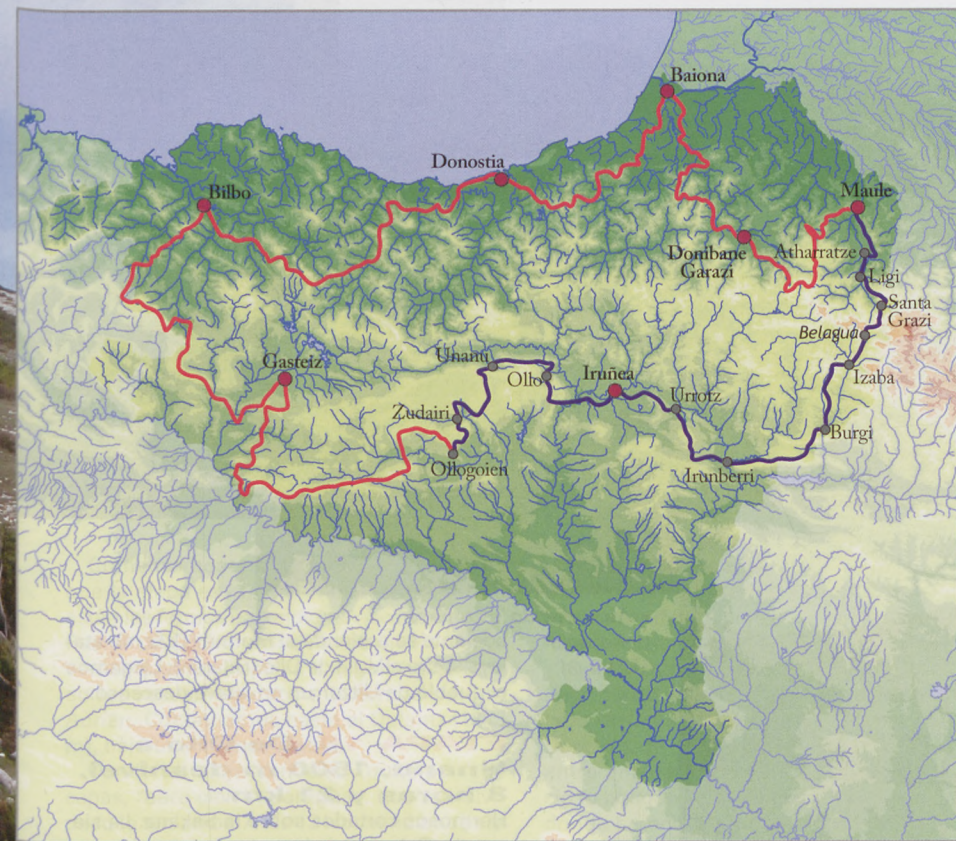 Baiona
Donostia
Bilbo
Maule
Donibane
Garazi
Atharratze
Ligi
Santa
Grazi
Belagua
Izaba
Unanu
Ollo
Iruñea
Gasteiz
Urrotz
Zudairi
Burgi
Ollogoien
Irunberri